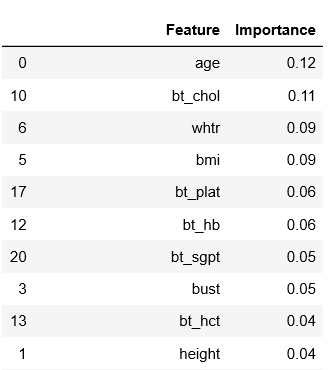 Feature Importance
0 age 0.12
10 bt_chol 0.11
6 whtr 0.09
5 bmi 0.09
17 bt_plat 0.06
12 bt_hb 0.06
20 bt_sgpt 0.05
3 bust 0.05
13 bt_hct 0.04
1 height 0.04